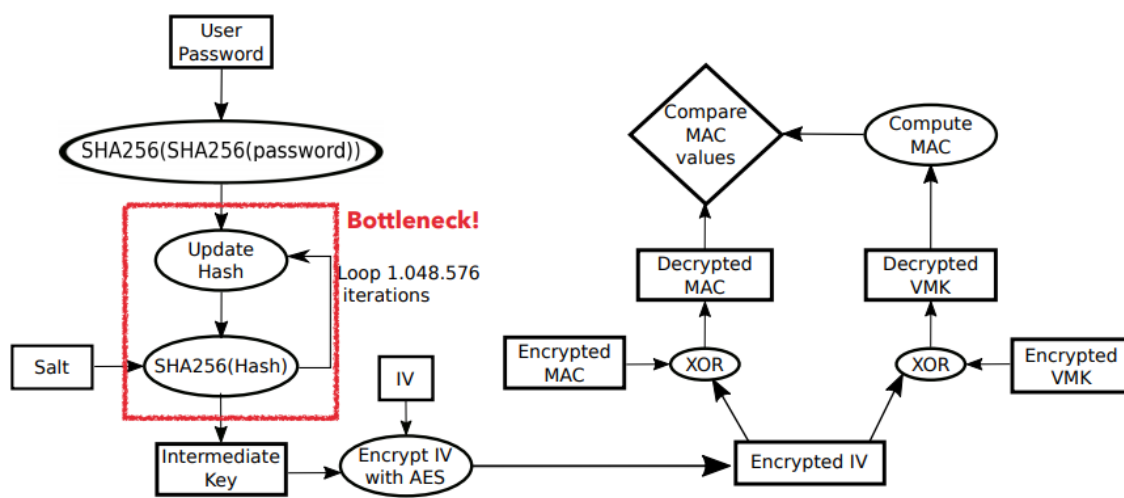 User
Password
SHA256(SHA256(password))
Bottleneck!
Update
Hash
Loop 1.048.576
iterations
Salt
SHA256(Hash)
IV
Intermediate
Key
Encrypt IV
with AES
Compare
MAC
values
Compute
MAC
Decrypted
MAC
Decrypted
VMK
Encrypted
MAC
XOR
XOR
Encrypted
VMK
Encrypted IV